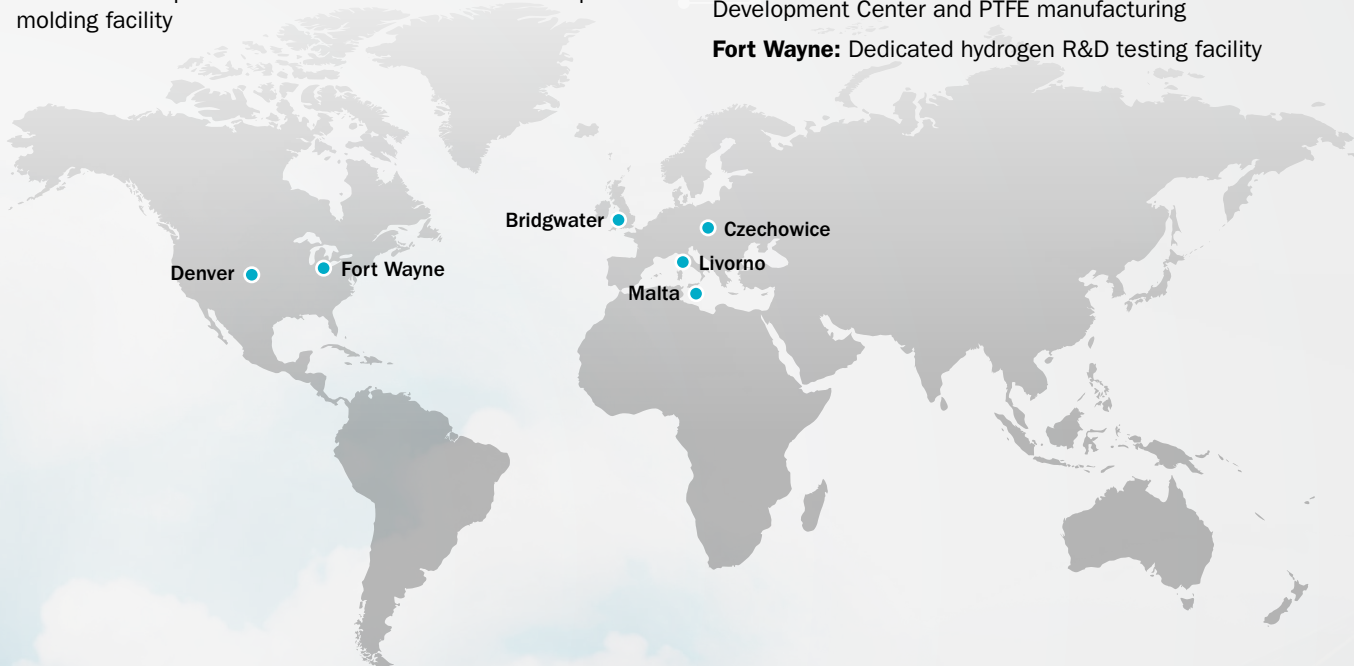 molding facility
Development Center and PTFE manufacturing
Fort Wayne: Dedicated hydrogen R&D testing facility
Bridgwater
Czechowice
Livorno
Denver
Fort Wayne
Malta